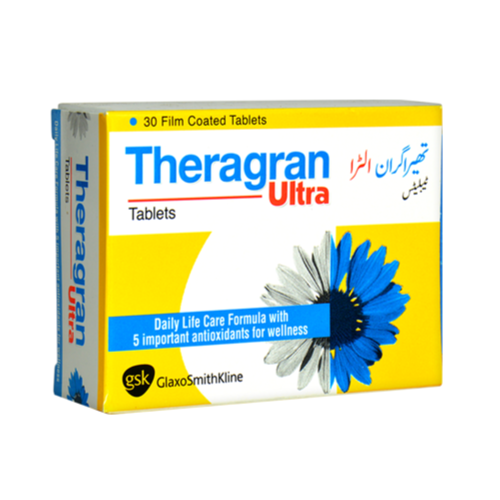 30 Film Coated Tablets
Theragran
Ultra
Tablets
تھیراگران الٹرا
ٹیبلیٹس
Daily Life Care Formula with
5 important antioxidants for wellness
gsk GlaxoSmithKline
Theragran
Ultra
Tablets